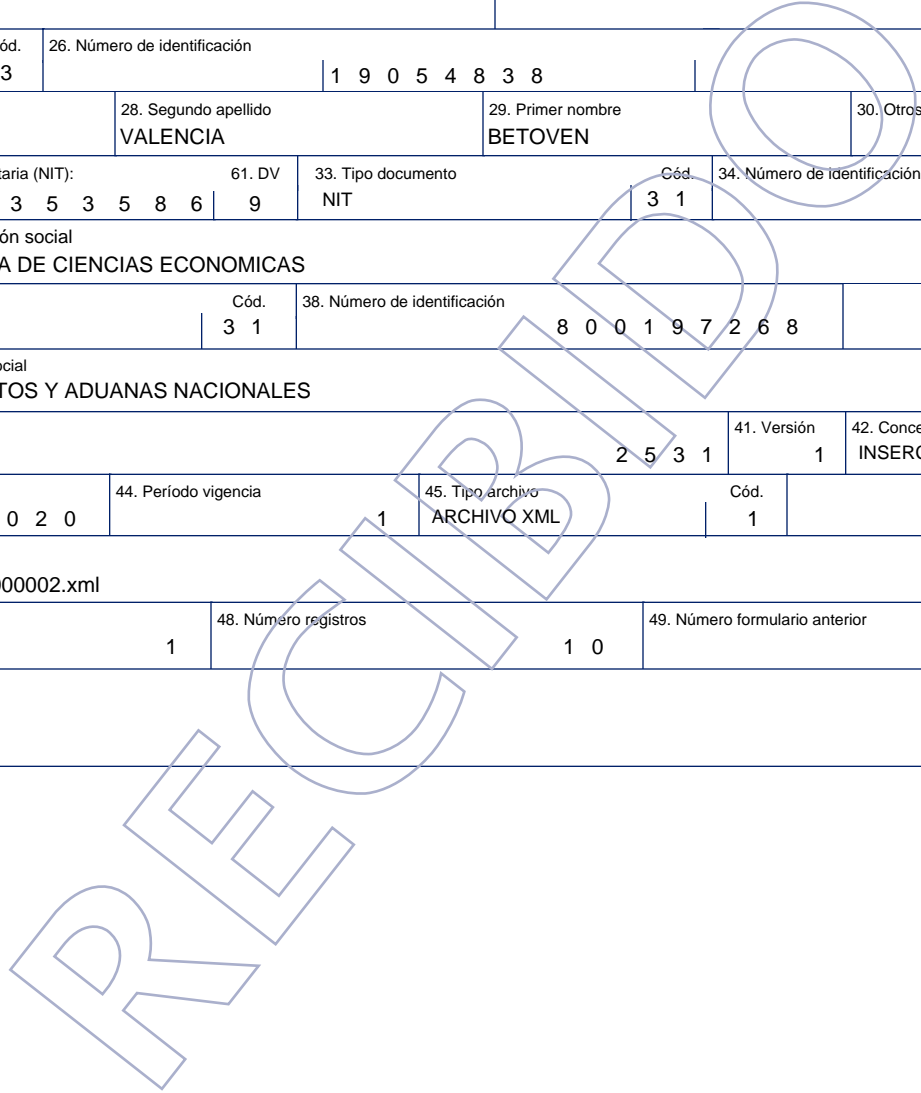 ód. 26. Número de identificación
3 1 9 0 5 4 8 3 8
28. Segundo apellido 29. Primer nombre 30. Otros
VALENCIA BETOVEN
taria (NIT): 61. DV 33. Tipo documento Cód. 34. Número de identificación
3 5 3 5 8 6 9 NIT 3 1
ón social
A DE CIENCIAS ECONOMICAS
Cód. 38. Número de identificación
3 1 8 0 0 1 9 7 2 6 8
ocial
TOS Y ADUANAS NACIONALES
41. Versión 42. Conce
2 5 3 1 1 INSERC
44. Período vigencia 45. Tipo archivo Cód.
0 2 0 1 ARCHIVO XML 1
000002.xml
48. Número registros 49. Número formulario anterior
1 1 0
RECIBIDO